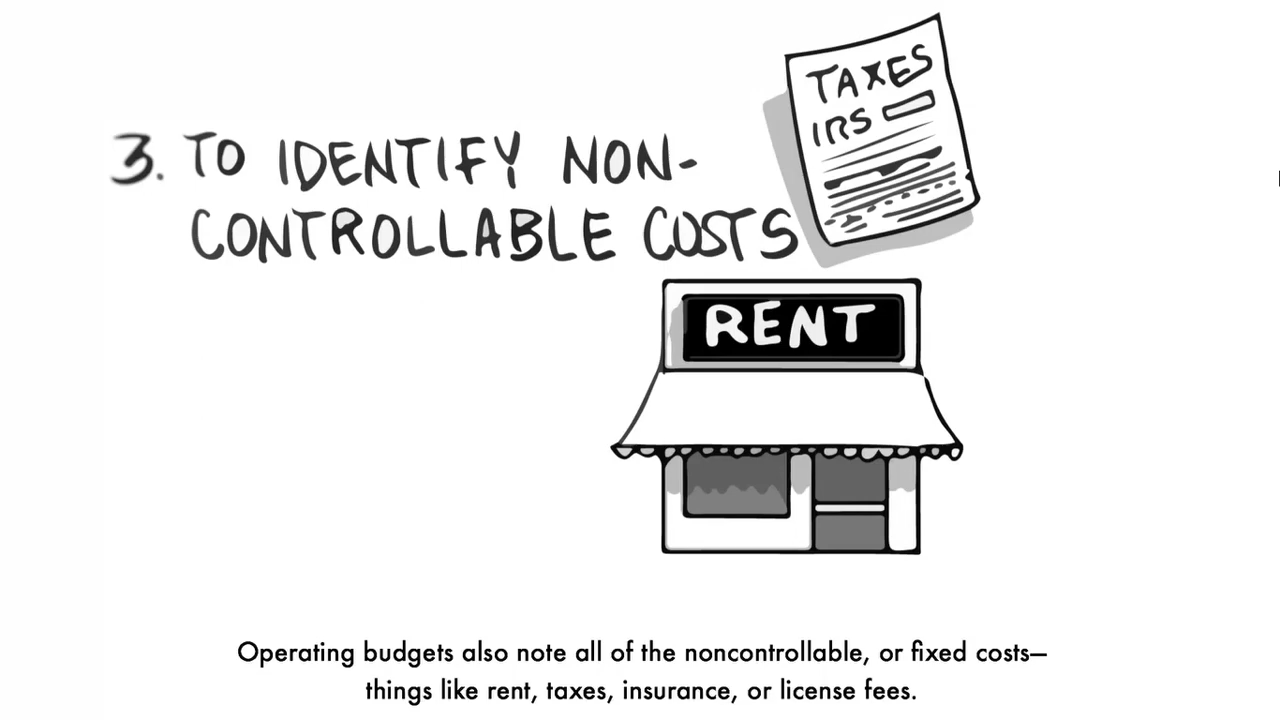 3. TO IDENTIFY NON-
CONTROLLABLE COSTS
TAXES
IRS
RENT
Operating budgets also note all of the noncontrollable, or fixed costs—
things like rent, taxes, insurance, or license fees.